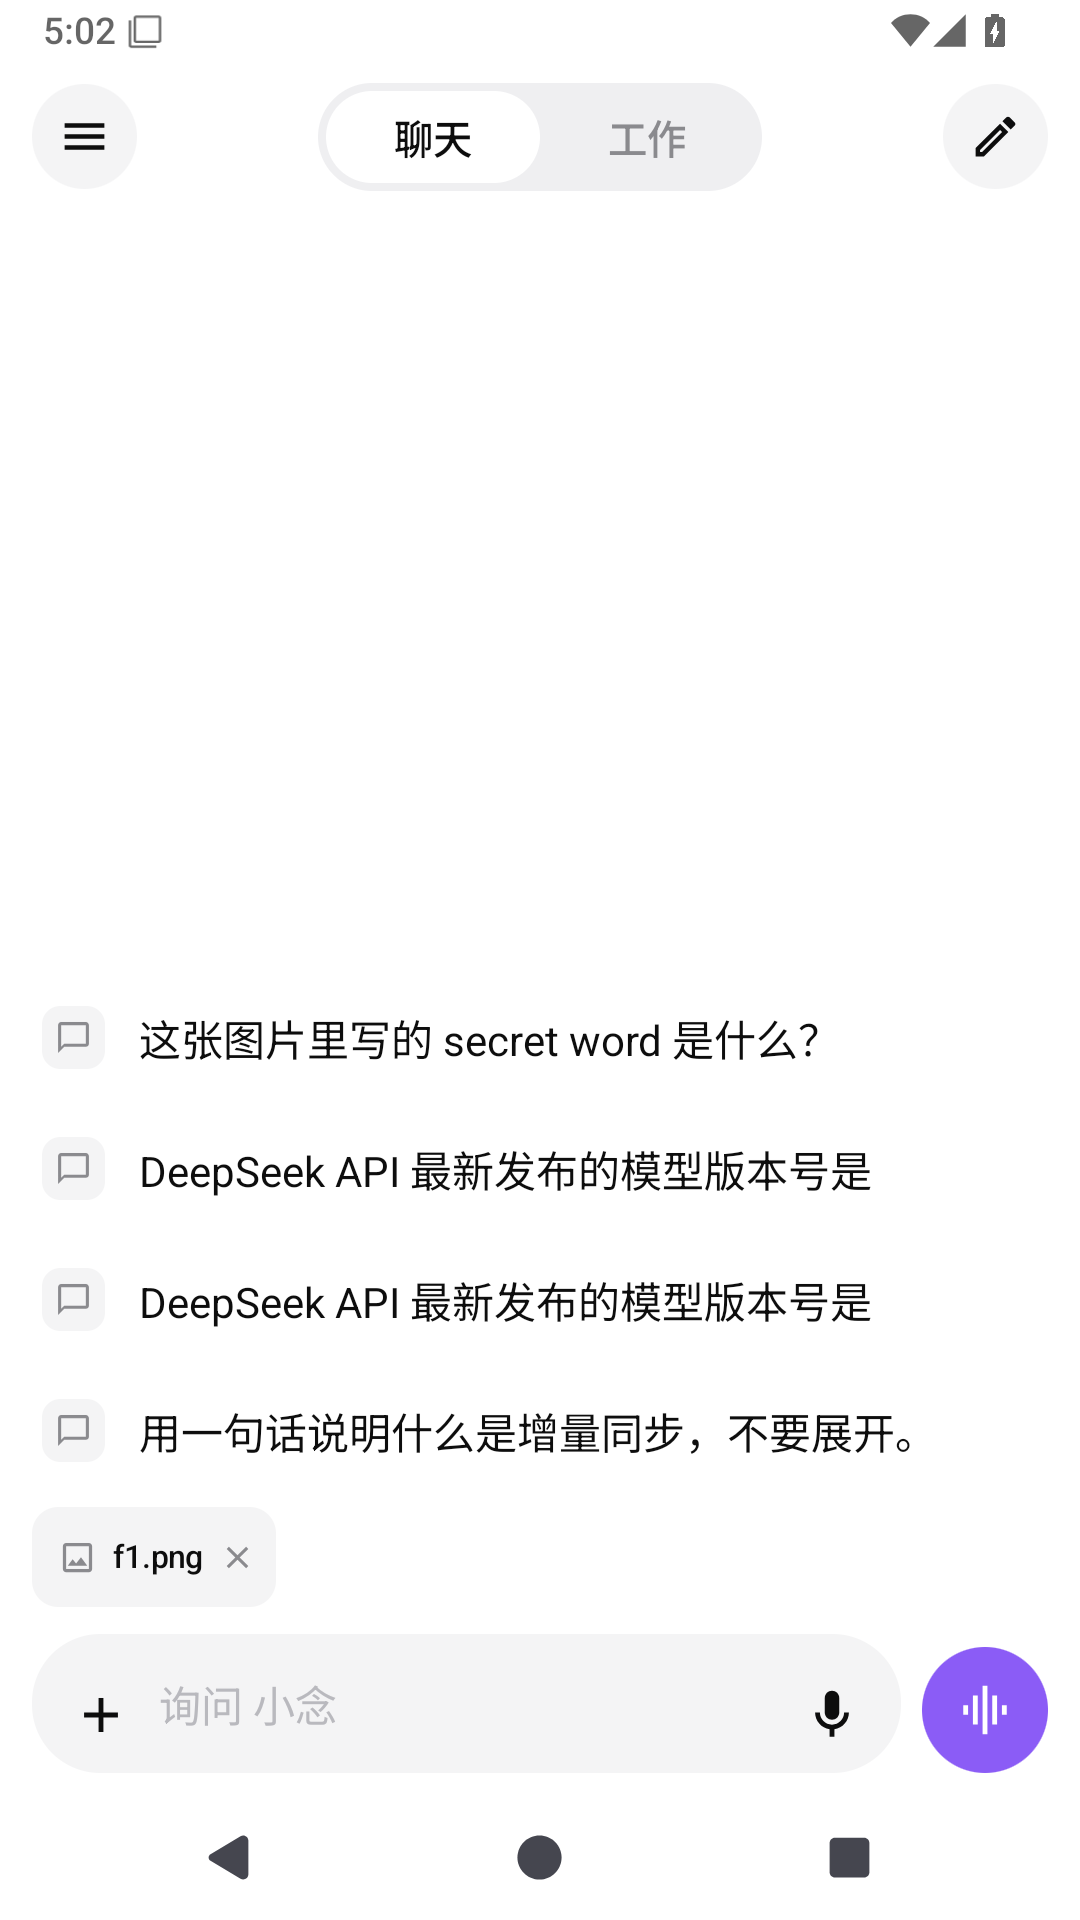 5:02
聊天
工作
这张图片里写的 secret word 是什么？
DeepSeek API 最新发布的模型版本号是
DeepSeek API 最新发布的模型版本号是
用一句话说明什么是增量同步，不要展开。
f1.png
询问 小念